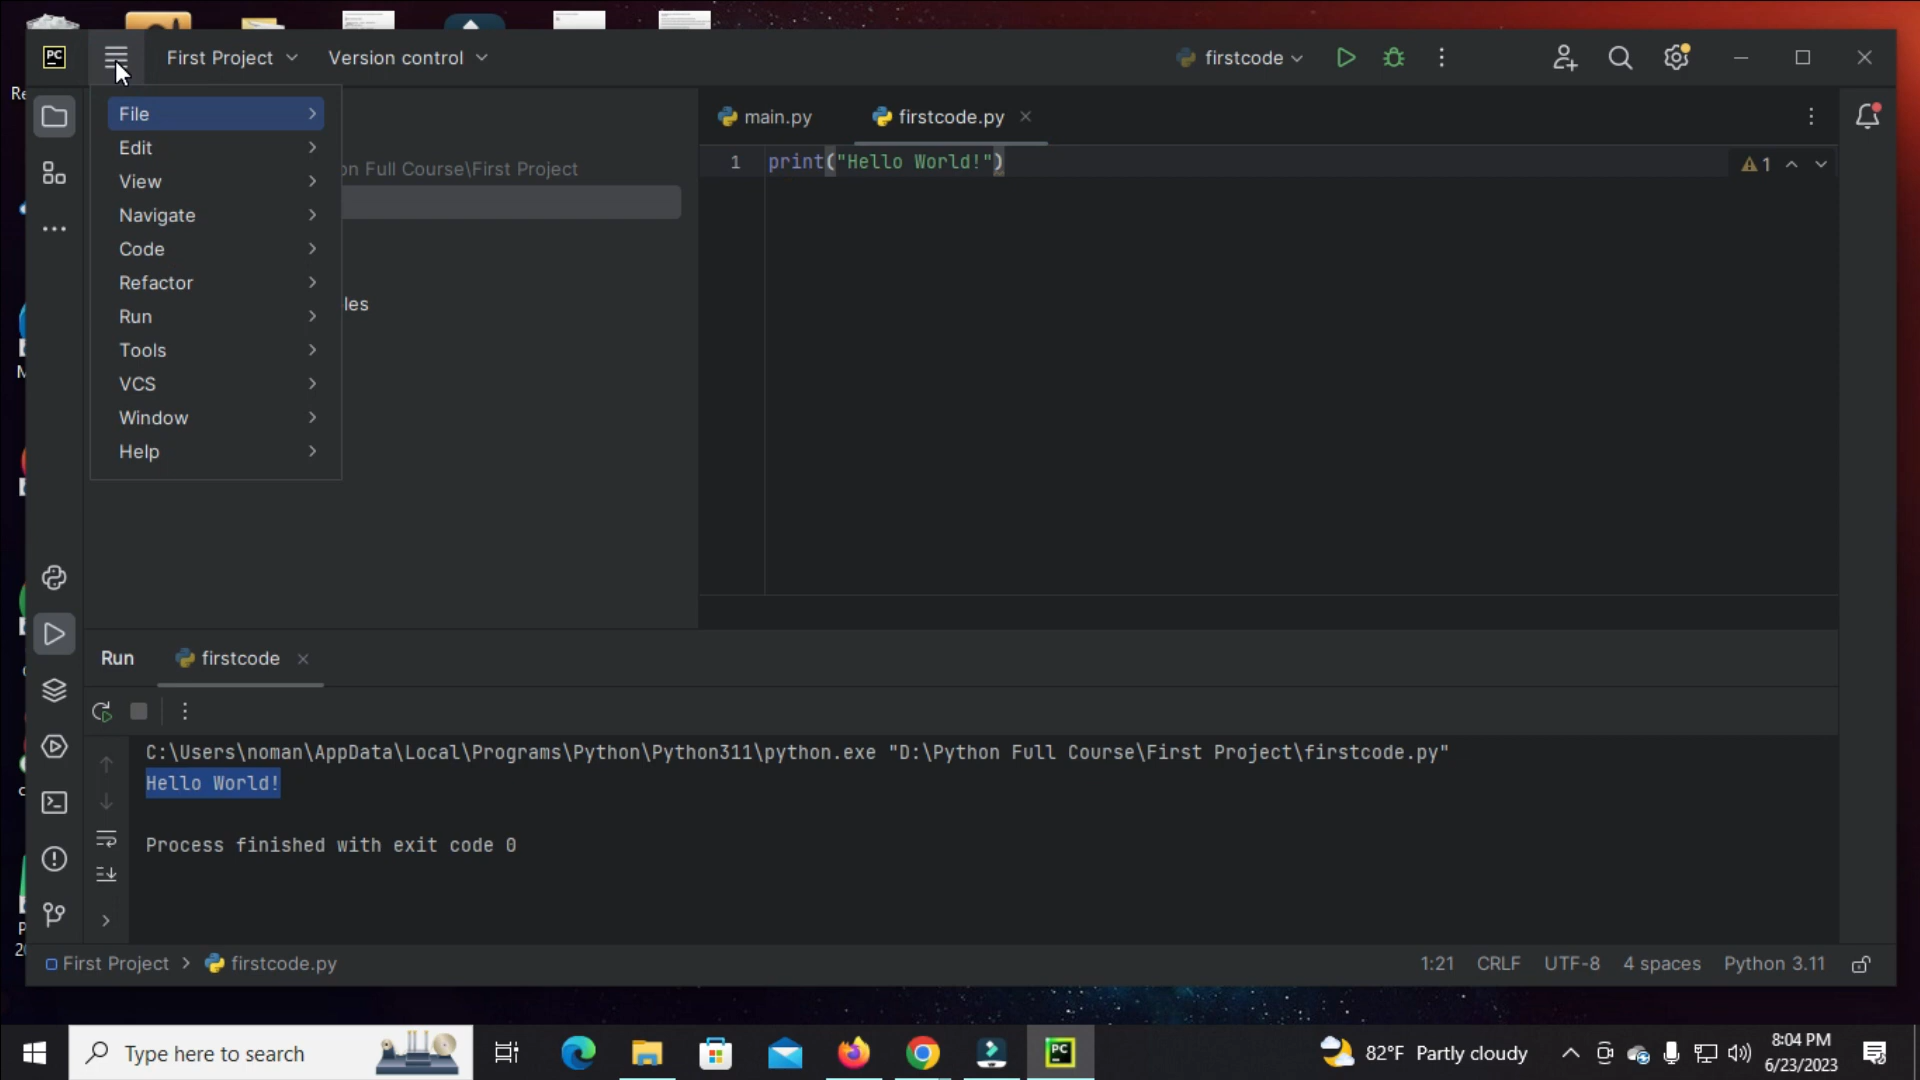 PC First Project Version control firstcode
Re
File
Edit
View
Navigate
Code
Refactor
Run
Tools
VCS
Window
Help
on Full Course\First Project
les
main.py firstcode.py
1 print("Hello World!") 1
Run firstcode
C:\Users\noman\AppData\Local\Programs\Python\Python311\python.exe "D:\Python Full Course\First Project\firstcode.py"
Hello World!
Process finished with exit code 0
First Project > firstcode.py 1:21 CRLF UTF-8 4 spaces Python 3.11
Type here to search PC 82°F Partly cloudy 8:04 PM
6/23/2023